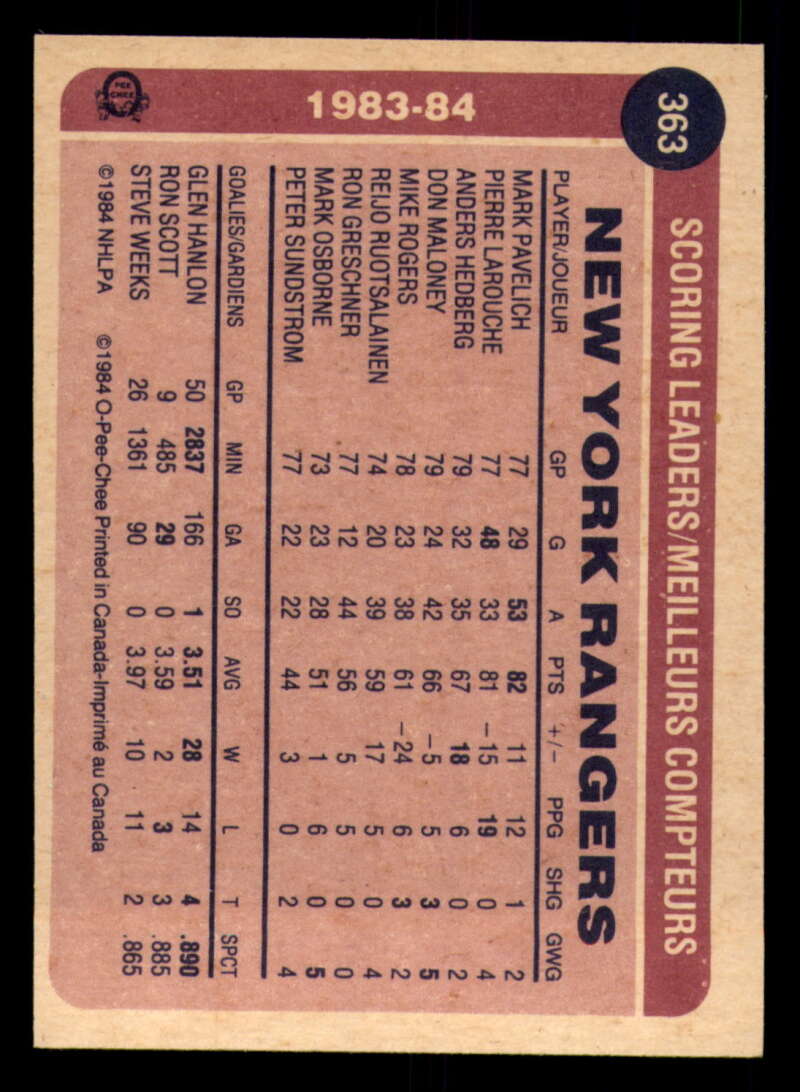 363
SCORING LEADERS/MEILLEURS COMPTEURS
1983-84
NEW YORK RANGERS
PLAYER/JOUEUR GP G A PTS +/- PPG SHG GWG
MARK PAVELICH 77 29 53 82 11 12 1 2
PIERRE LAROUCHE 77 48 33 81 -15 19 0 4
ANDERS HEDBERG 79 32 35 67 18 6 0 2
DON MALONEY 79 24 42 66 -5 5 3 5
MIKE ROGERS 78 23 38 61 -24 6 3 2
REIJO RUOTSALAINEN 74 20 39 59 17 5 0 4
RON GRESCHNER 77 12 44 56 5 5 0 0
MARK OSBORNE 73 23 28 51 1 6 0 5
PETER SUNDSTROM 77 22 22 44 3 0 2 4
GOALIES/GARDIENS GP MIN GA SO AVG W L T SPCT
GLEN HANLON 50 2837 166 1 3.51 28 14 4 .890
RON SCOTT 9 485 29 0 3.59 2 3 3 .885
STEVE WEEKS 26 1361 90 0 3.97 10 11 2 .865
©1984 NHLPA ©1984 O-Pee-Chee Printed in Canada-Imprimé au Canada
PEE
CHEE